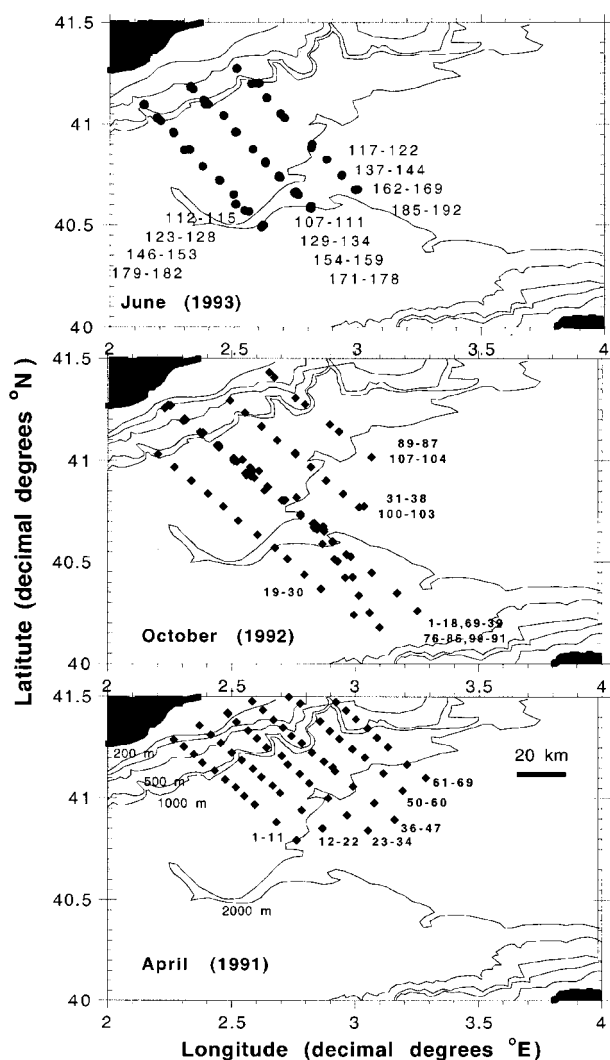 41.5
41
40.5
40
117-122
137-144
162-169
185-192
112-115
123-128
146-153
179-182
107-111
129-134
154-159
171-178
June (1993)
2 2.5 3 3.5 4
41.5
41
40.5
40
89-87
107-104
31-38
100-103
19-30
1-18,69-39
76-86,99-91
October (1992)
2 2.5 3 3.5 4
41.5
41
40.5
40
200 m
500 m
1000 m
2000 m
20 km
61-69
50-60
36-47
23-34
12-22
1-11
April (1991)
2 2.5 3 3.5 4
Latitute (decimal degrees °N)
Longitude (decimal degrees °E)